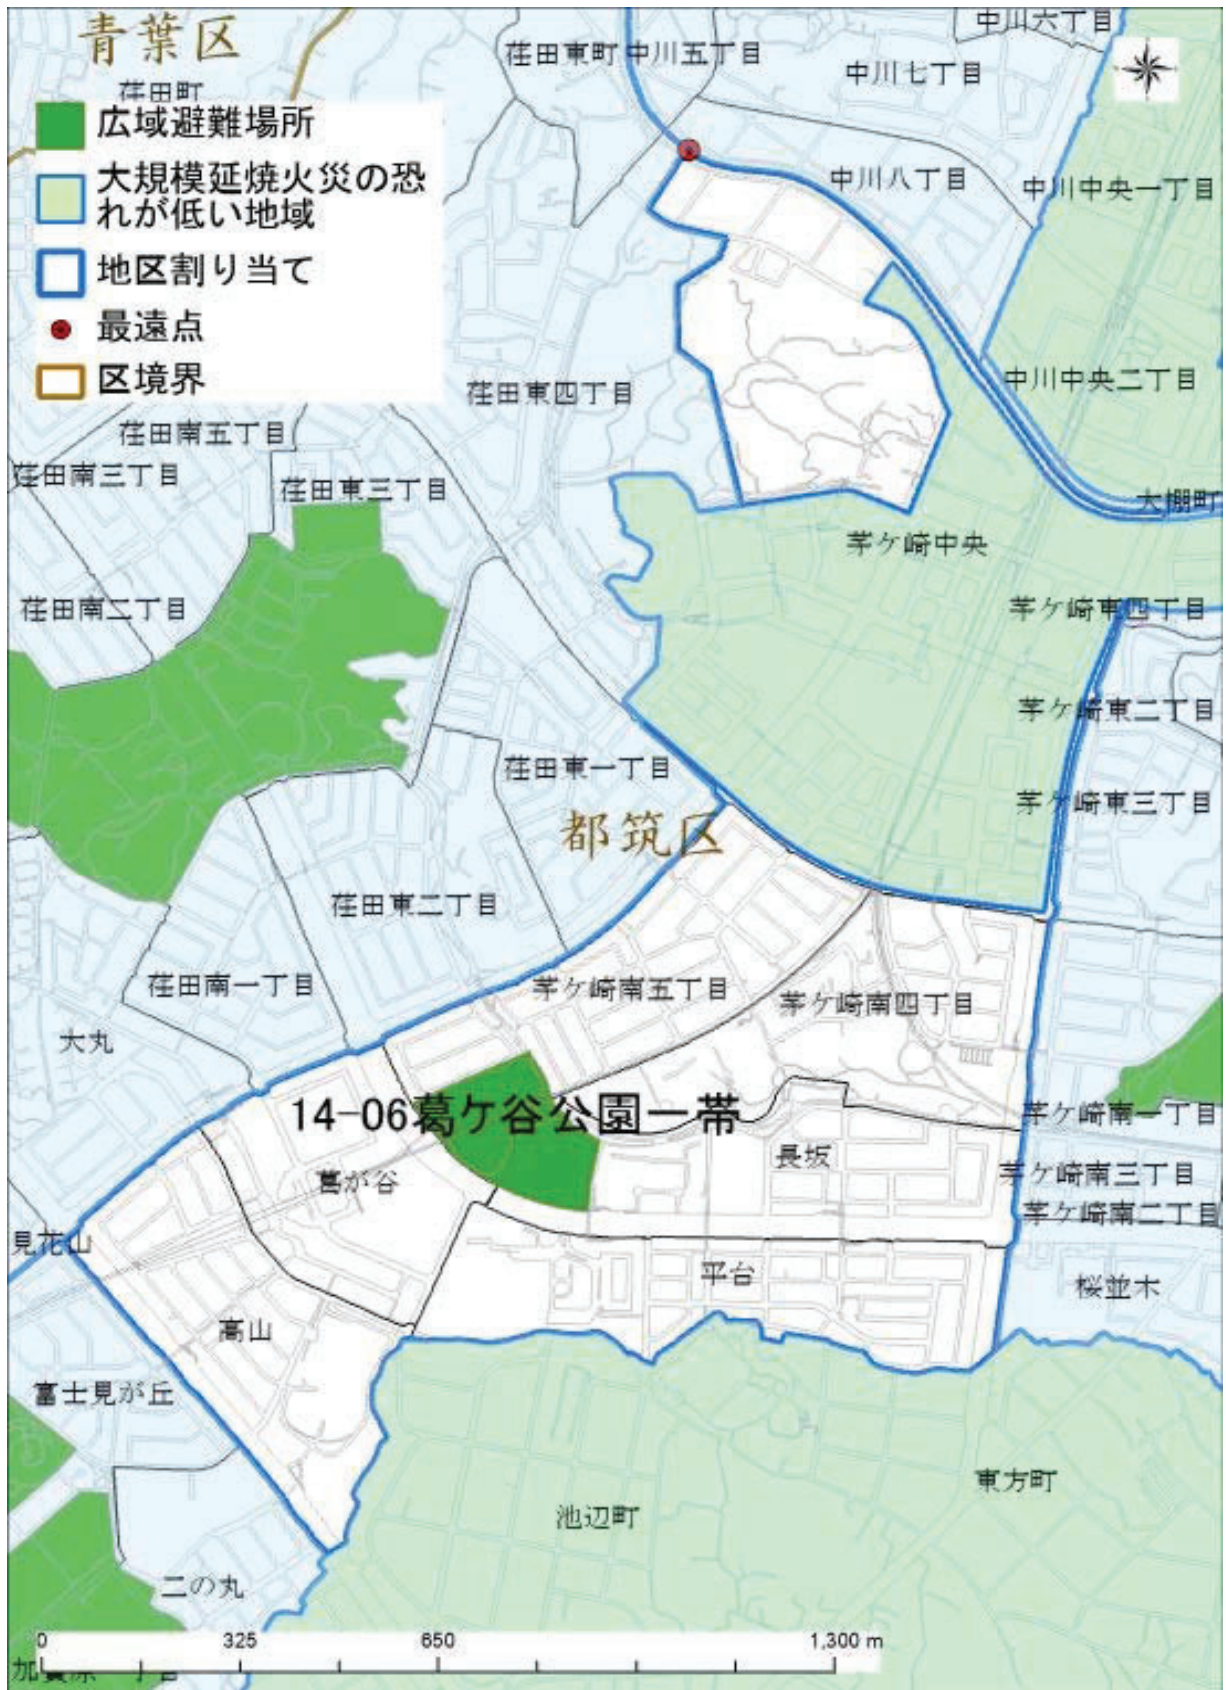 青葉区
荏田町
広域避難場所
大規模延焼火災の恐
れが低い地域
地区割り当て
最遠点
区境界
中川六丁目
荏田東町
中川五丁目
中川七丁目
中川八丁目
中川中央一丁目
中川中央二丁目
荏田東四丁目
荏田南五丁目
荏田南三丁目
荏田東三丁目
大棚町
茅ケ崎中央
荏田南二丁目
茅ケ崎東四丁目
茅ケ崎東二丁目
荏田東一丁目
茅ケ崎東三丁目
都筑区
荏田東二丁目
荏田南一丁目
茅ケ崎南五丁目
茅ケ崎南四丁目
大丸
14-06葛ケ谷公園一帯
茅ケ崎南一丁目
長坂
茅ケ崎南三丁目
葛が谷
茅ケ崎南二丁目
見花山
平台
桜並木
高山
富士見が丘
東方町
池辺町
二の丸
0 325 650 1,300 m